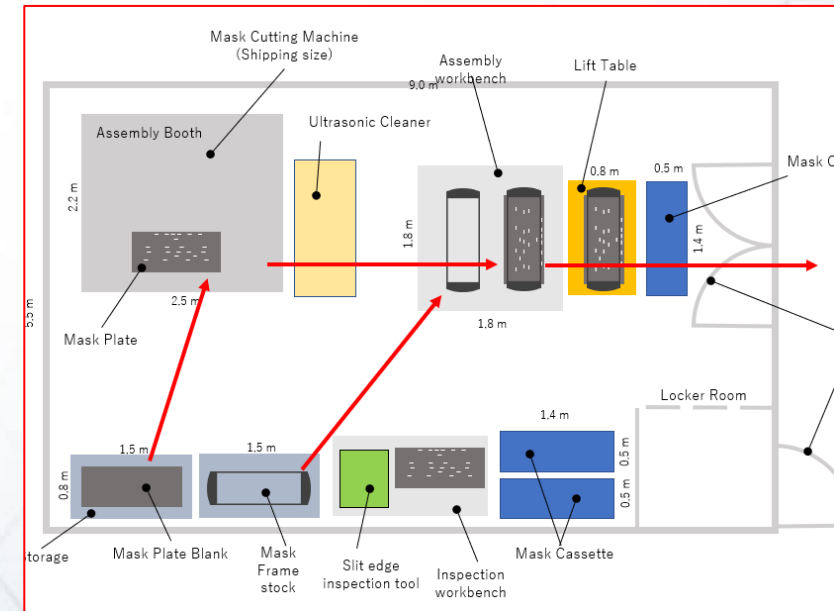 Mask Cutting Machine
(Shipping size)
Assembly
workbench
Lift Table
9.0 m
Assembly Booth
Ultrasonic Cleaner
0.8 m
0.5 m
Mask C
2.2 m
1.8 m
1.4 m
2.5 m
5.5 m
1.8 m
Mask Plate
Locker Room
1.4 m
1.5 m
1.5 m
0.8 m
0.5 m
0.5 m
Storage
Mask Plate Blank
Mask
Frame
stock
Slit edge
inspection tool
Inspection
workbench
Mask Cassette